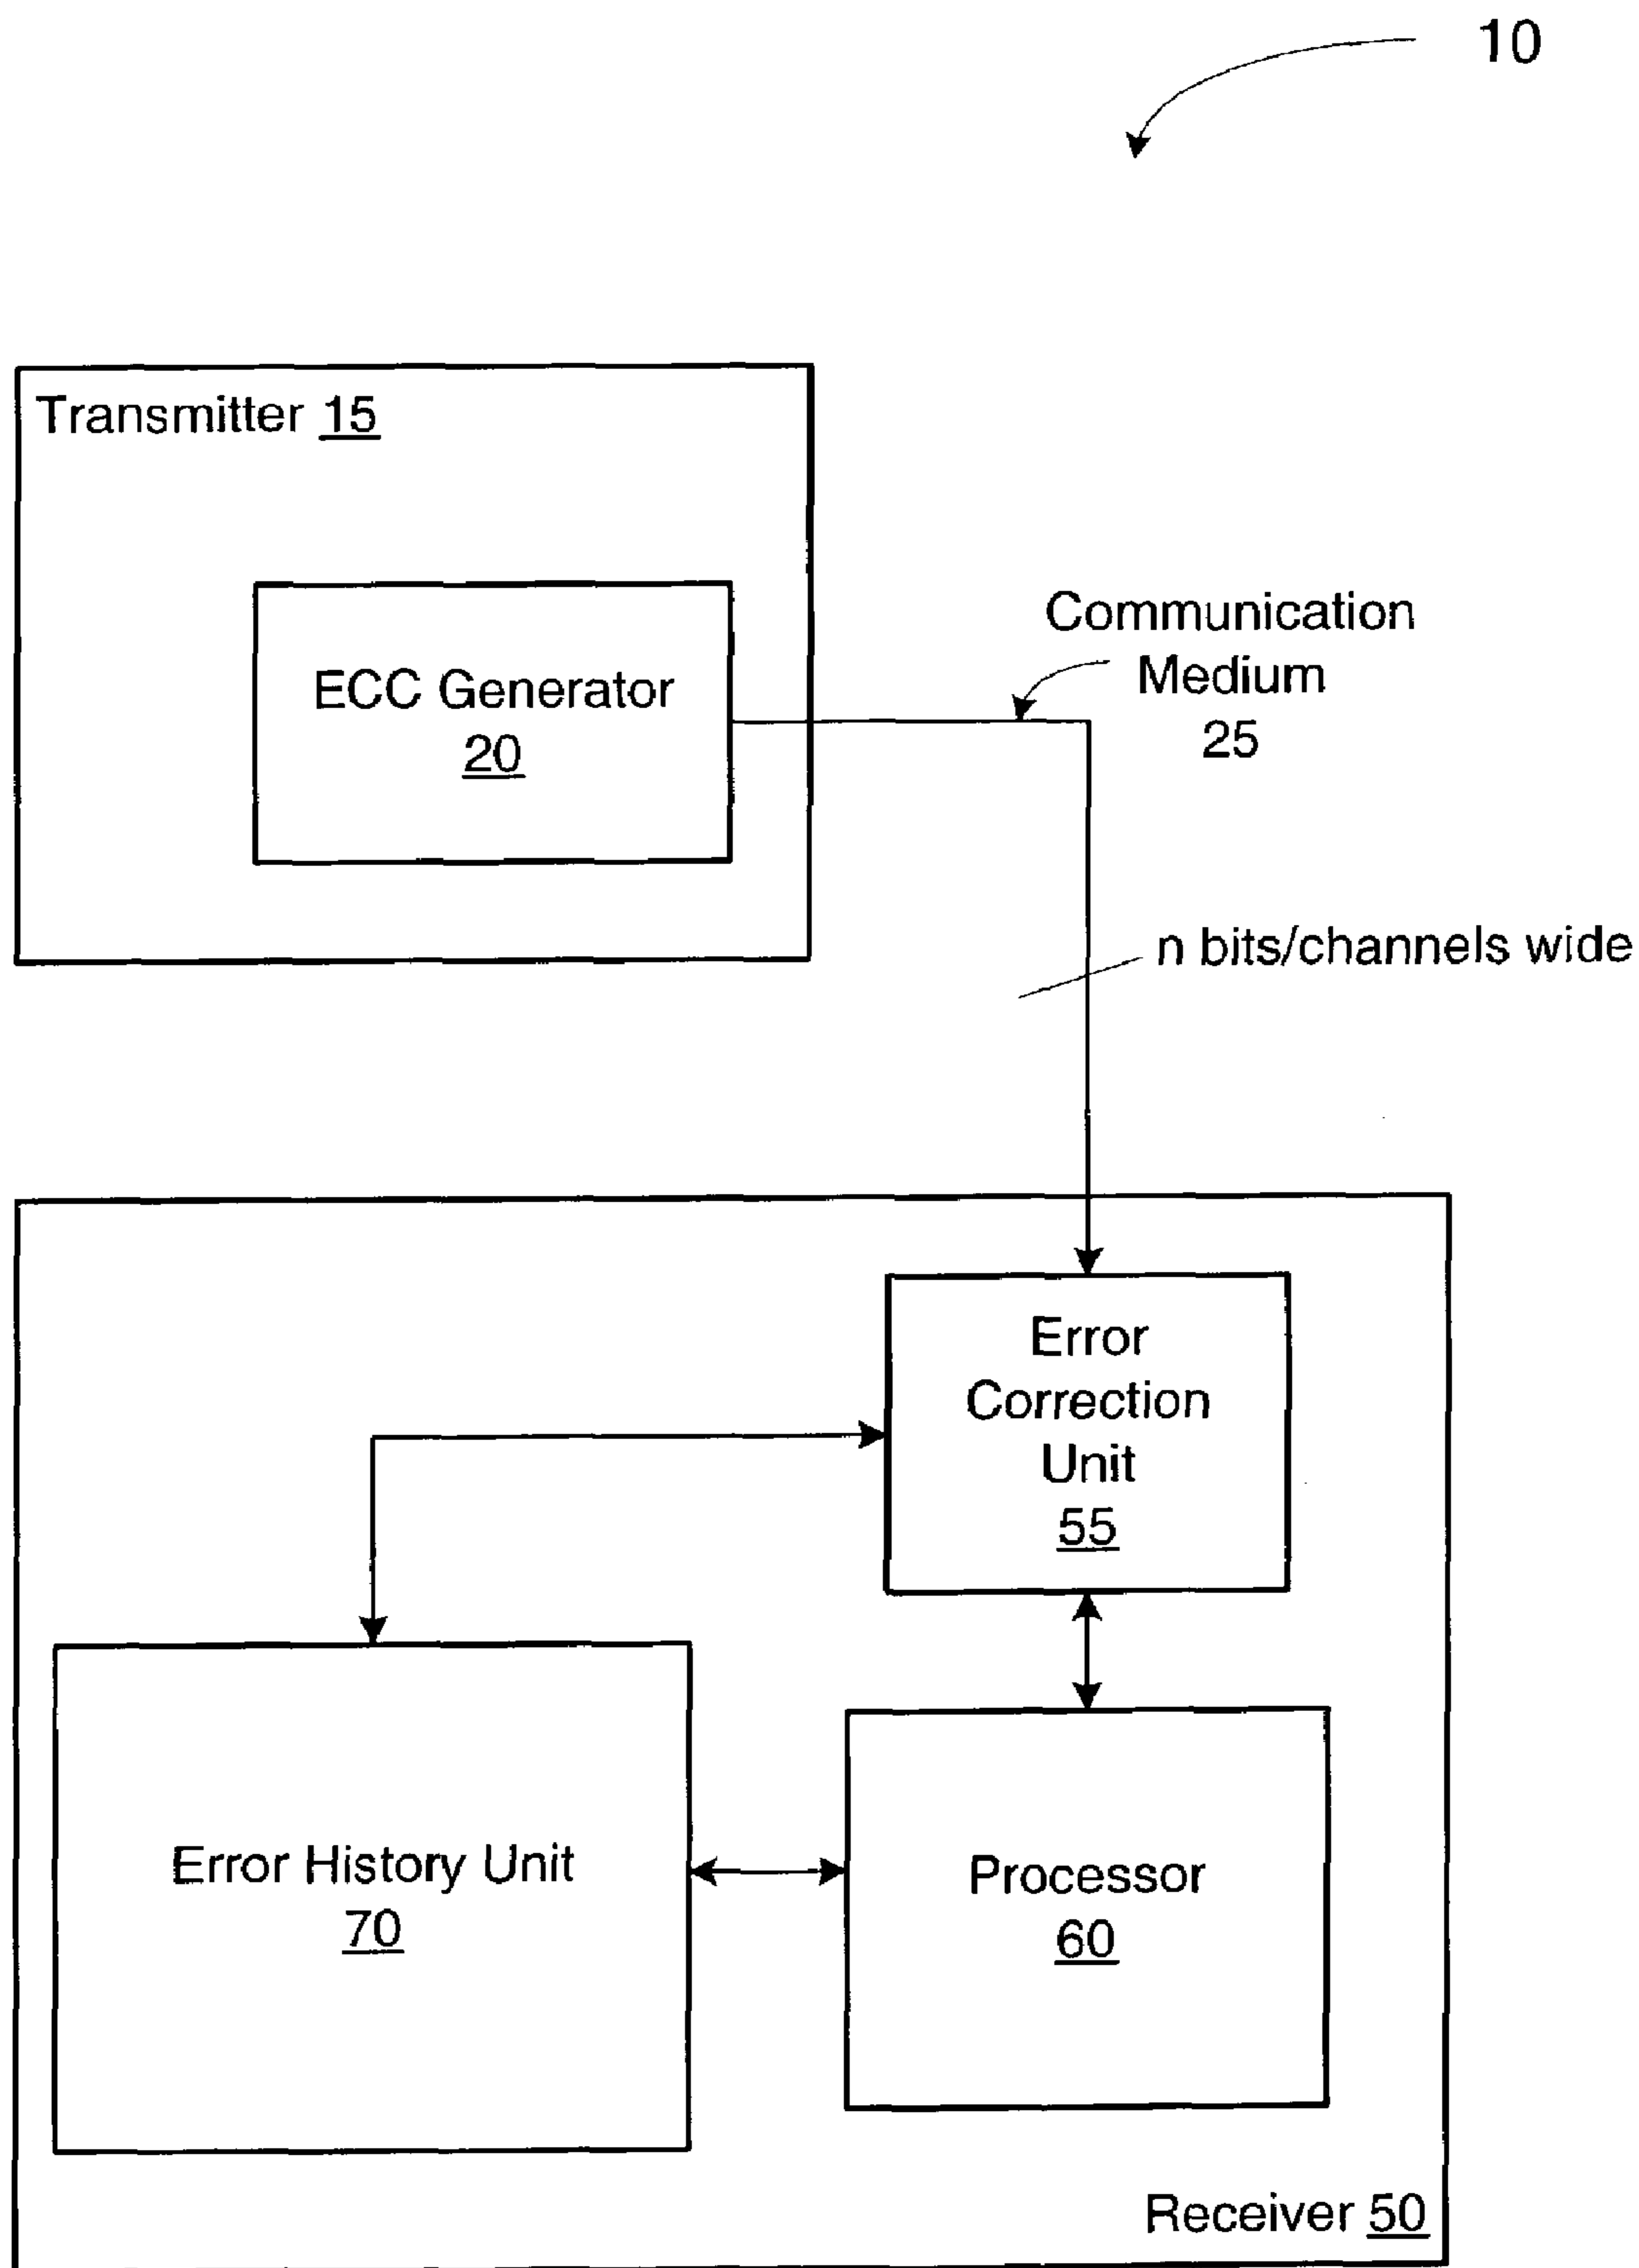 10
Transmitter 15
ECC Generator
20
Communication
Medium
25
n bits/channels wide
Error
Correction
Unit
55
Error History Unit
70
Processor
60
Receiver 50